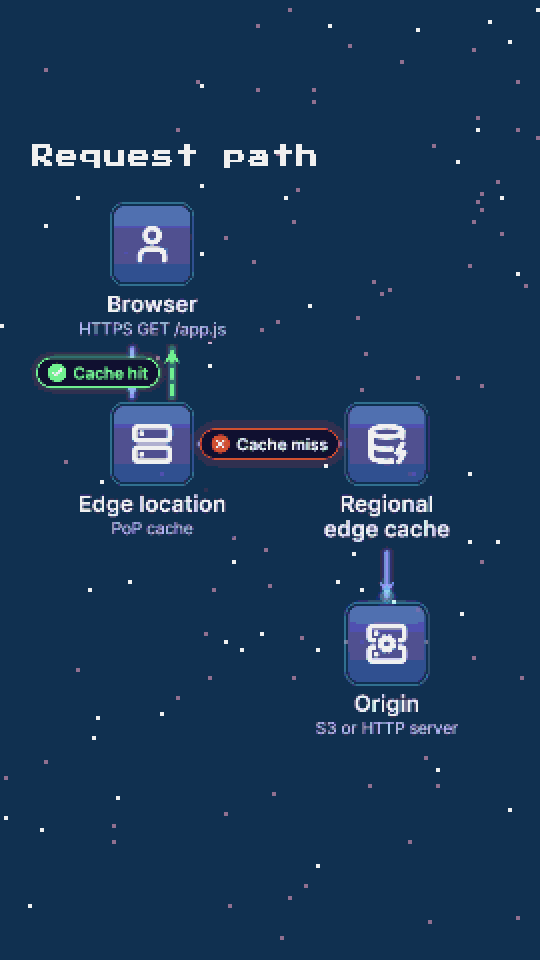 Request path
Browser
HTTPS GET /app.js
Cache hit
Cache miss
Edge location
PoP cache
Regional
edge cache
Origin
S3 or HTTP server